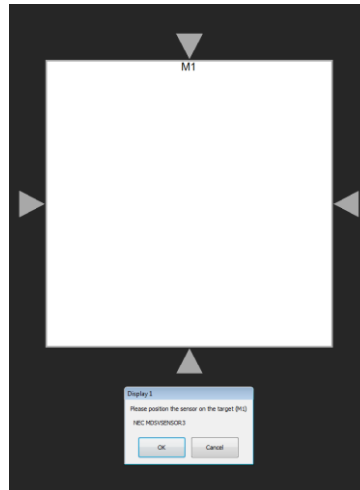 M1
Display 1
Please position the sensor on the target (M1)
NEC MDSVSENSOR3
OK
Cancel